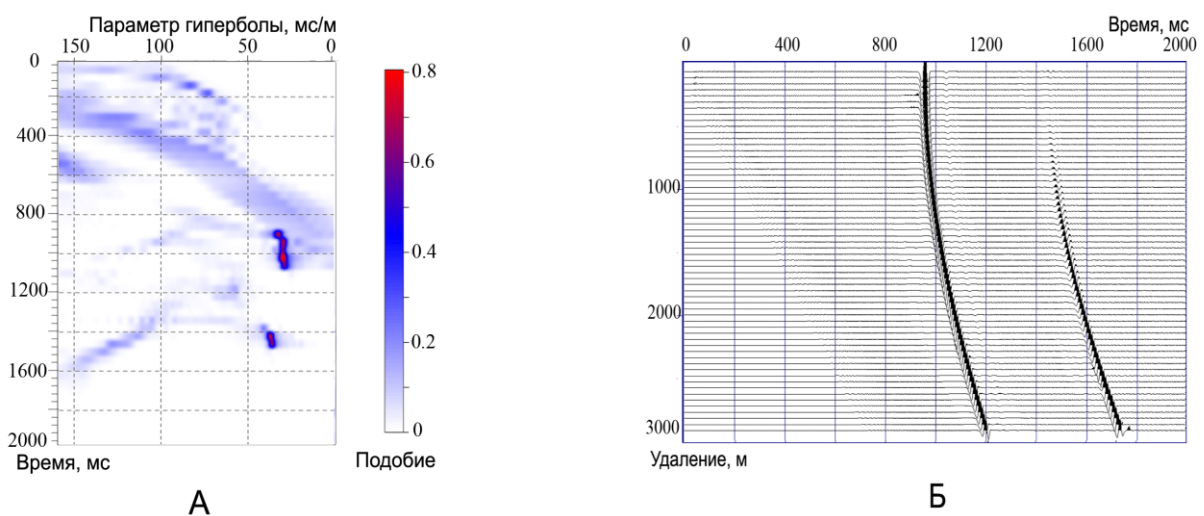 Параметр гиперболы, мс/м
150 100 50 0
0
400
800
1200
1600
2000
Время, мс
0.8
0.6
0.4
0.2
0
Подобие
А
Время, мс
0 400 800 1200 1600 2000
1000
2000
3000
Удаление, м
Б